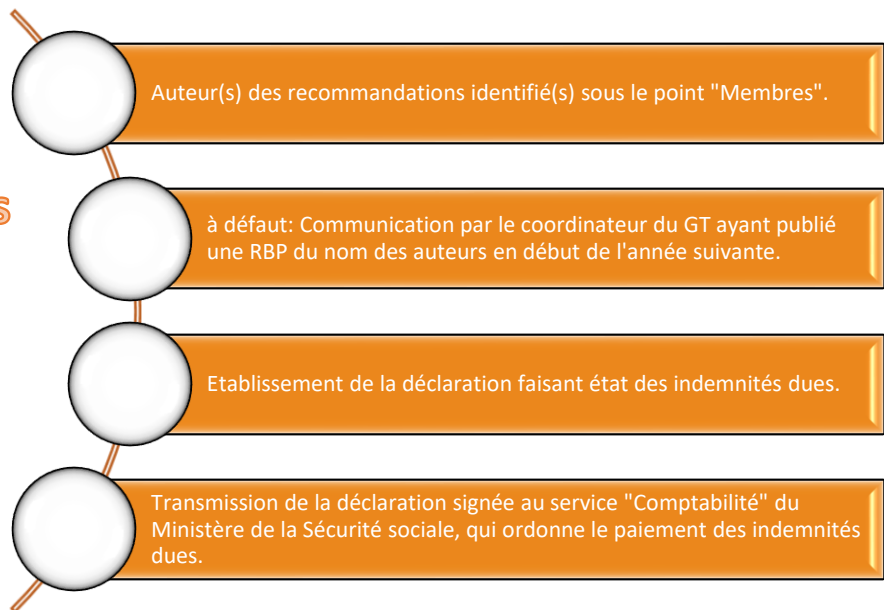 Auteur(s) des recommandations identifié(s) sous le point "Membres".
à défaut: Communication par le coordinateur du GT ayant publié
une RBP du nom des auteurs en début de l'année suivante.
Etablissement de la déclaration faisant état des indemnités dues.
Transmission de la déclaration signée au service "Comptabilité" du
Ministère de la Sécurité sociale, qui ordonne le paiement des indemnités
dues.